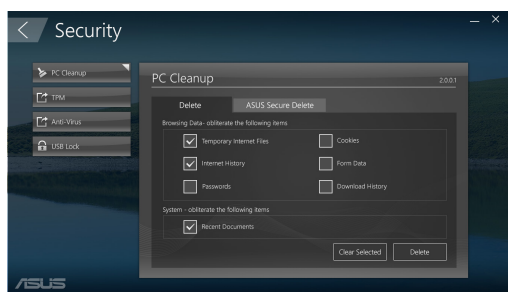 Security
PC Cleanup
TPM
Anti-Virus
USB Lock
PC Cleanup 2.0.0.1
Delete ASUS Secure Delete
Browsing Data- obliterate the following items
Temporary Internet Files Cookies
Internet History Form Data
Passwords Download History
System - obliterate the following items
Recent Documents
Clear Selected Delete
ASUS